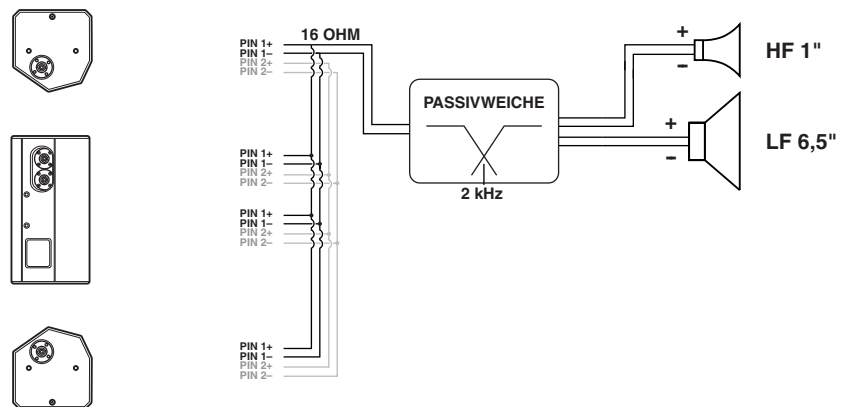 16 OHM
PIN 1+
PIN 1–
PIN 2+
PIN 2–
+
–
HF 1"
PASSIVWEICHE
2 kHz
+
–
LF 6,5"
PIN 1+
PIN 1–
PIN 2+
PIN 2–
PIN 1+
PIN 1–
PIN 2+
PIN 2–
PIN 1+
PIN 1–
PIN 2+
PIN 2–